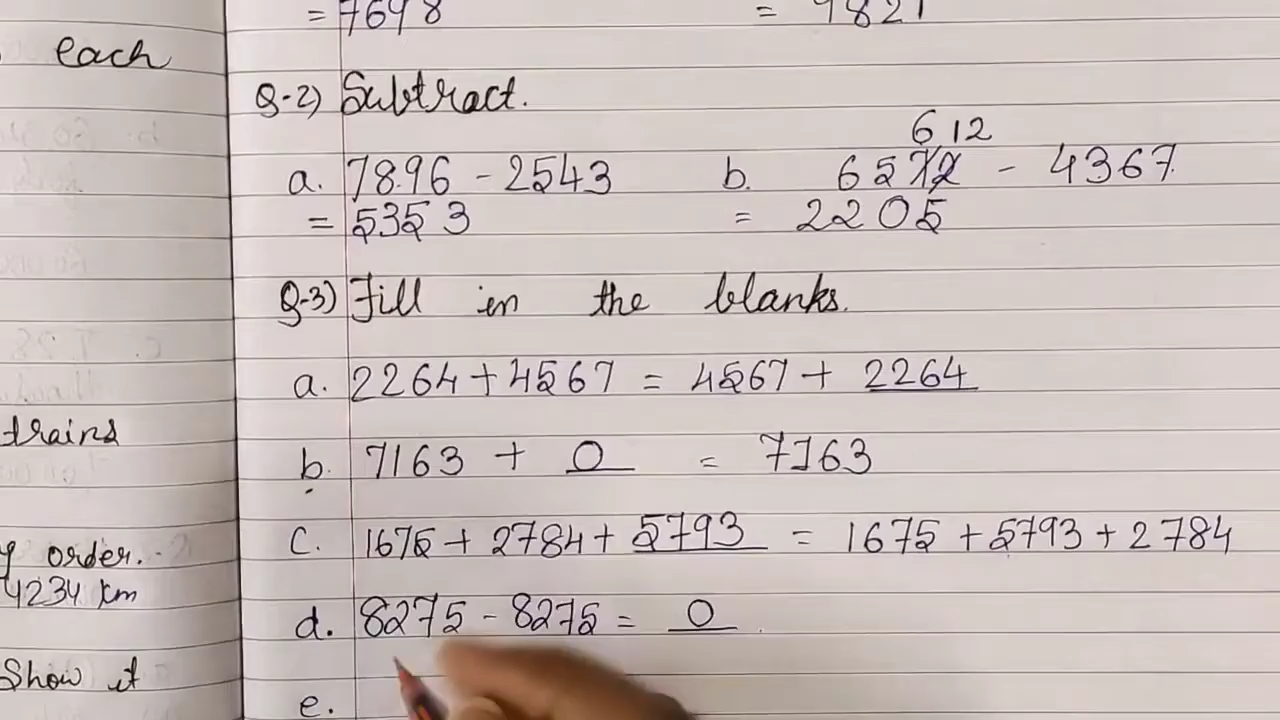 = 7698 = 9821
each
Q-2) Subtract.
6 12
a. 7896 - 2543 b. 6572 - 4367
= 5353 = 2205
Q-3) Fill in the blanks.
a. 2264 + 4567 = 4567 + 2264
trains
b. 7163 + 0 = 7163
c. 1675 + 2784 + 5793 = 1675 + 5793 + 2784
order.
4234 km
d. 8275 - 8275 = 0
Show it
e.